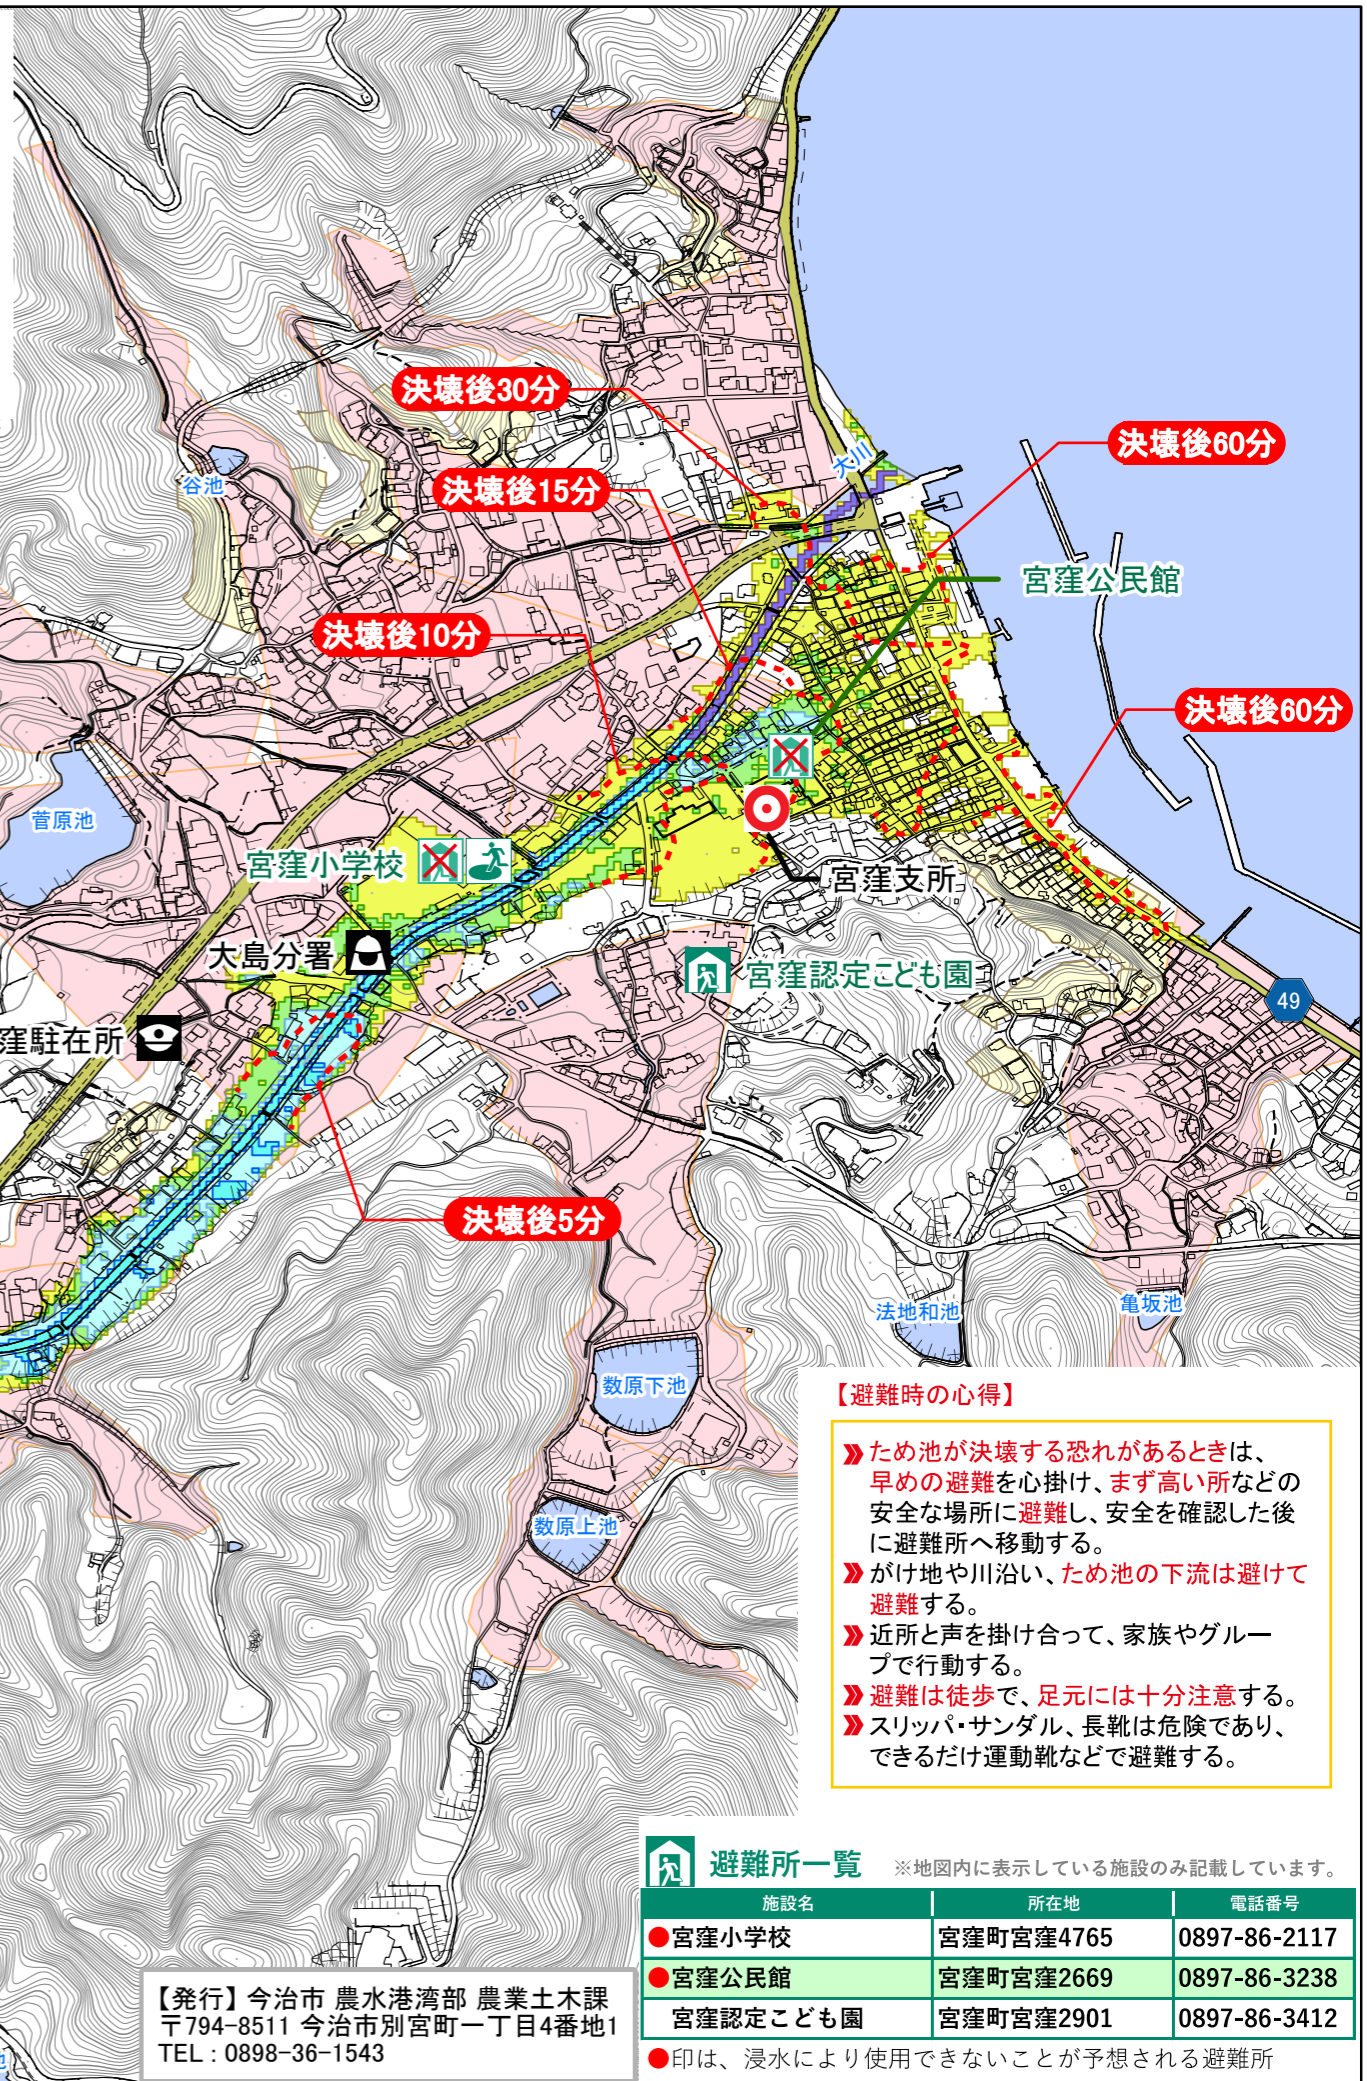 決壊後30分
大川
決壊後60分
谷池
決壊後15分
宮窪公民館
決壊後10分
決壊後60分
菅原池
宮窪小学校
宮窪支所
大島分署
宮窪認定こども園
49
窪駐在所
決壊後5分
法地和池
亀坂池
数原下池
数原上池
【避難時の心得】
ため池が決壊する恐れがあるときは、
早めの避難を心掛け、まず高い所などの
安全な場所に避難し、安全を確認した後
に避難所へ移動する。
がけ地や川沿い、ため池の下流は避けて
避難する。
近所と声を掛け合って、家族やグルー
プで行動する。
避難は徒歩で、足元には十分注意する。
スリッパ・サンダル、長靴は危険であり、
できるだけ運動靴などで避難する。
避難所一覧 ※地図内に表示している施設のみ記載しています。
施設名 所在地 電話番号
●宮窪小学校 宮窪町宮窪4765 0897-86-2117
●宮窪公民館 宮窪町宮窪2669 0897-86-3238
宮窪認定こども園 宮窪町宮窪2901 0897-86-3412
●印は、浸水により使用できないことが予想される避難所
【発行】今治市 農水港湾部 農業土木課
〒794-8511 今治市別宮町一丁目4番地1
TEL：0898-36-1543
池